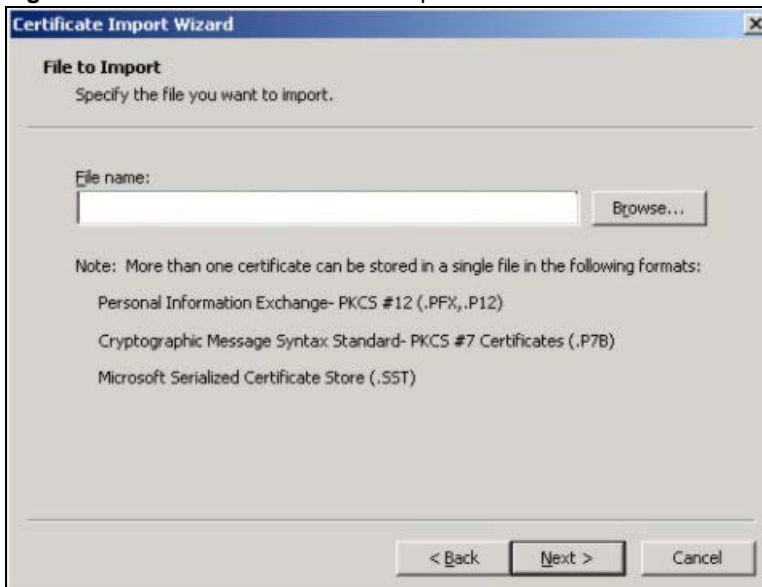 Certificate Import Wizard
File to Import
Specify the file you want to import.
File name:
Browse...
Note: More than one certificate can be stored in a single file in the following formats:
Personal Information Exchange- PKCS #12 (.PFX,.P12)
Cryptographic Message Syntax Standard- PKCS #7 Certificates (.P7B)
Microsoft Serialized Certificate Store (.SST)
< Back Next > Cancel